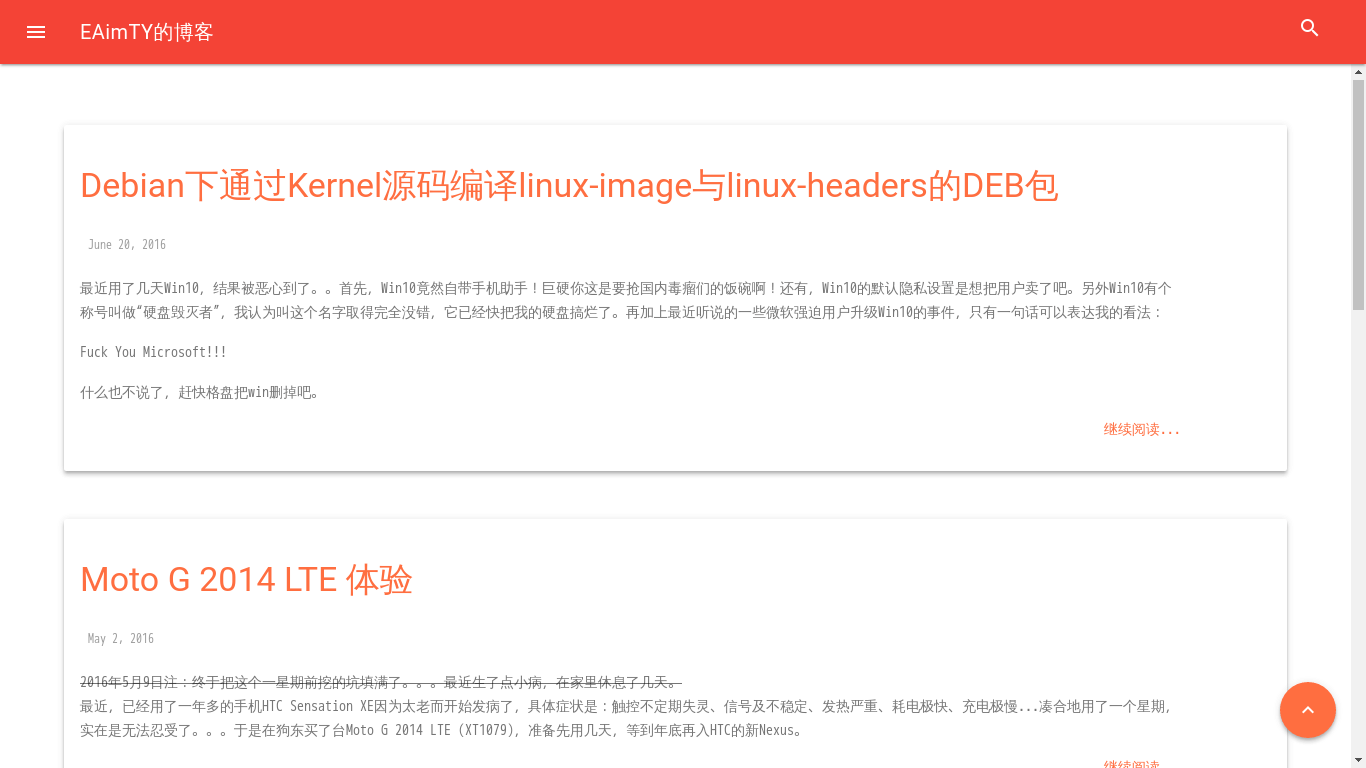 EAimTY的博客
Debian下通过Kernel源码编译linux-image与linux-headers的DEB包
June 20, 2016
最近用了几天Win10, 结果被恶心到了。。首先, Win10竟然自带手机助手！巨硬你这是要抢国内毒瘤们的饭碗啊！还有, Win10的默认隐私设置是想把用户卖了吧。另外Win10有个
称号叫做“硬盘毁灭者”, 我认为叫这个名字取得完全没错, 它已经快把我的硬盘搞烂了。再加上最近听说的一些微软强迫用户升级Win10的事件, 只有一句话可以表达我的看法：
Fuck You Microsoft!!!
什么也不说了, 赶快格盘把win删掉吧。
继续阅读...
Moto G 2014 LTE 体验
May 2, 2016
2016年5月9日注：终于把这个一星期前挖的坑填满了。。。最近生了点小病, 在家里休息了几天。
最近, 已经用了一年多的手机HTC Sensation XE因为太老而开始发病了, 具体症状是：触控不定期失灵、信号及不稳定、发热严重、耗电极快、充电极慢...凑合地用了一个星期,
实在是无法忍受了。。。于是在狗东买了台Moto G 2014 LTE (XT1079), 准备先用几天, 等到年底再入HTC的新Nexus。
继续阅读...